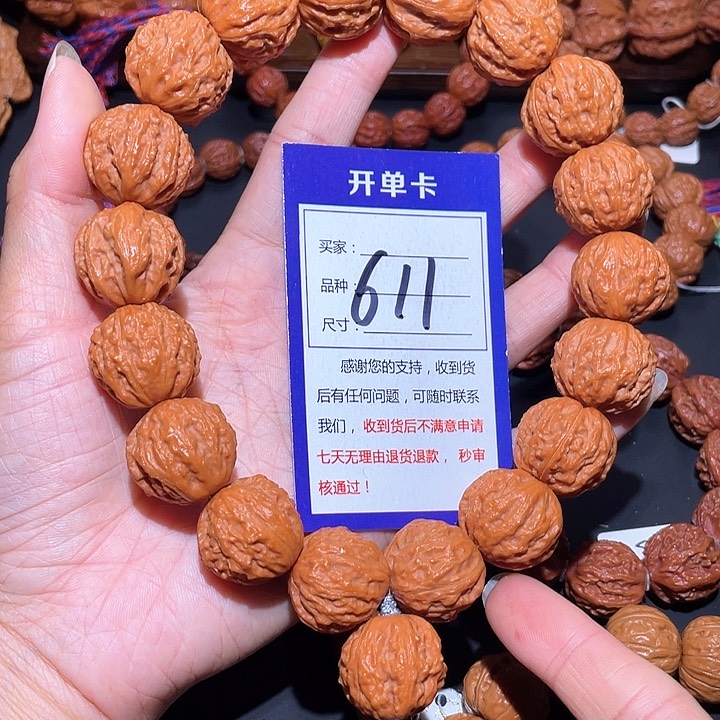 开单卡
买家：
品种：611
尺寸：
感谢您的支持，收到货
后有任何问题，可随时联系
我们，收到货后不满意申请
七天无理由退货退款，秒审
核通过！